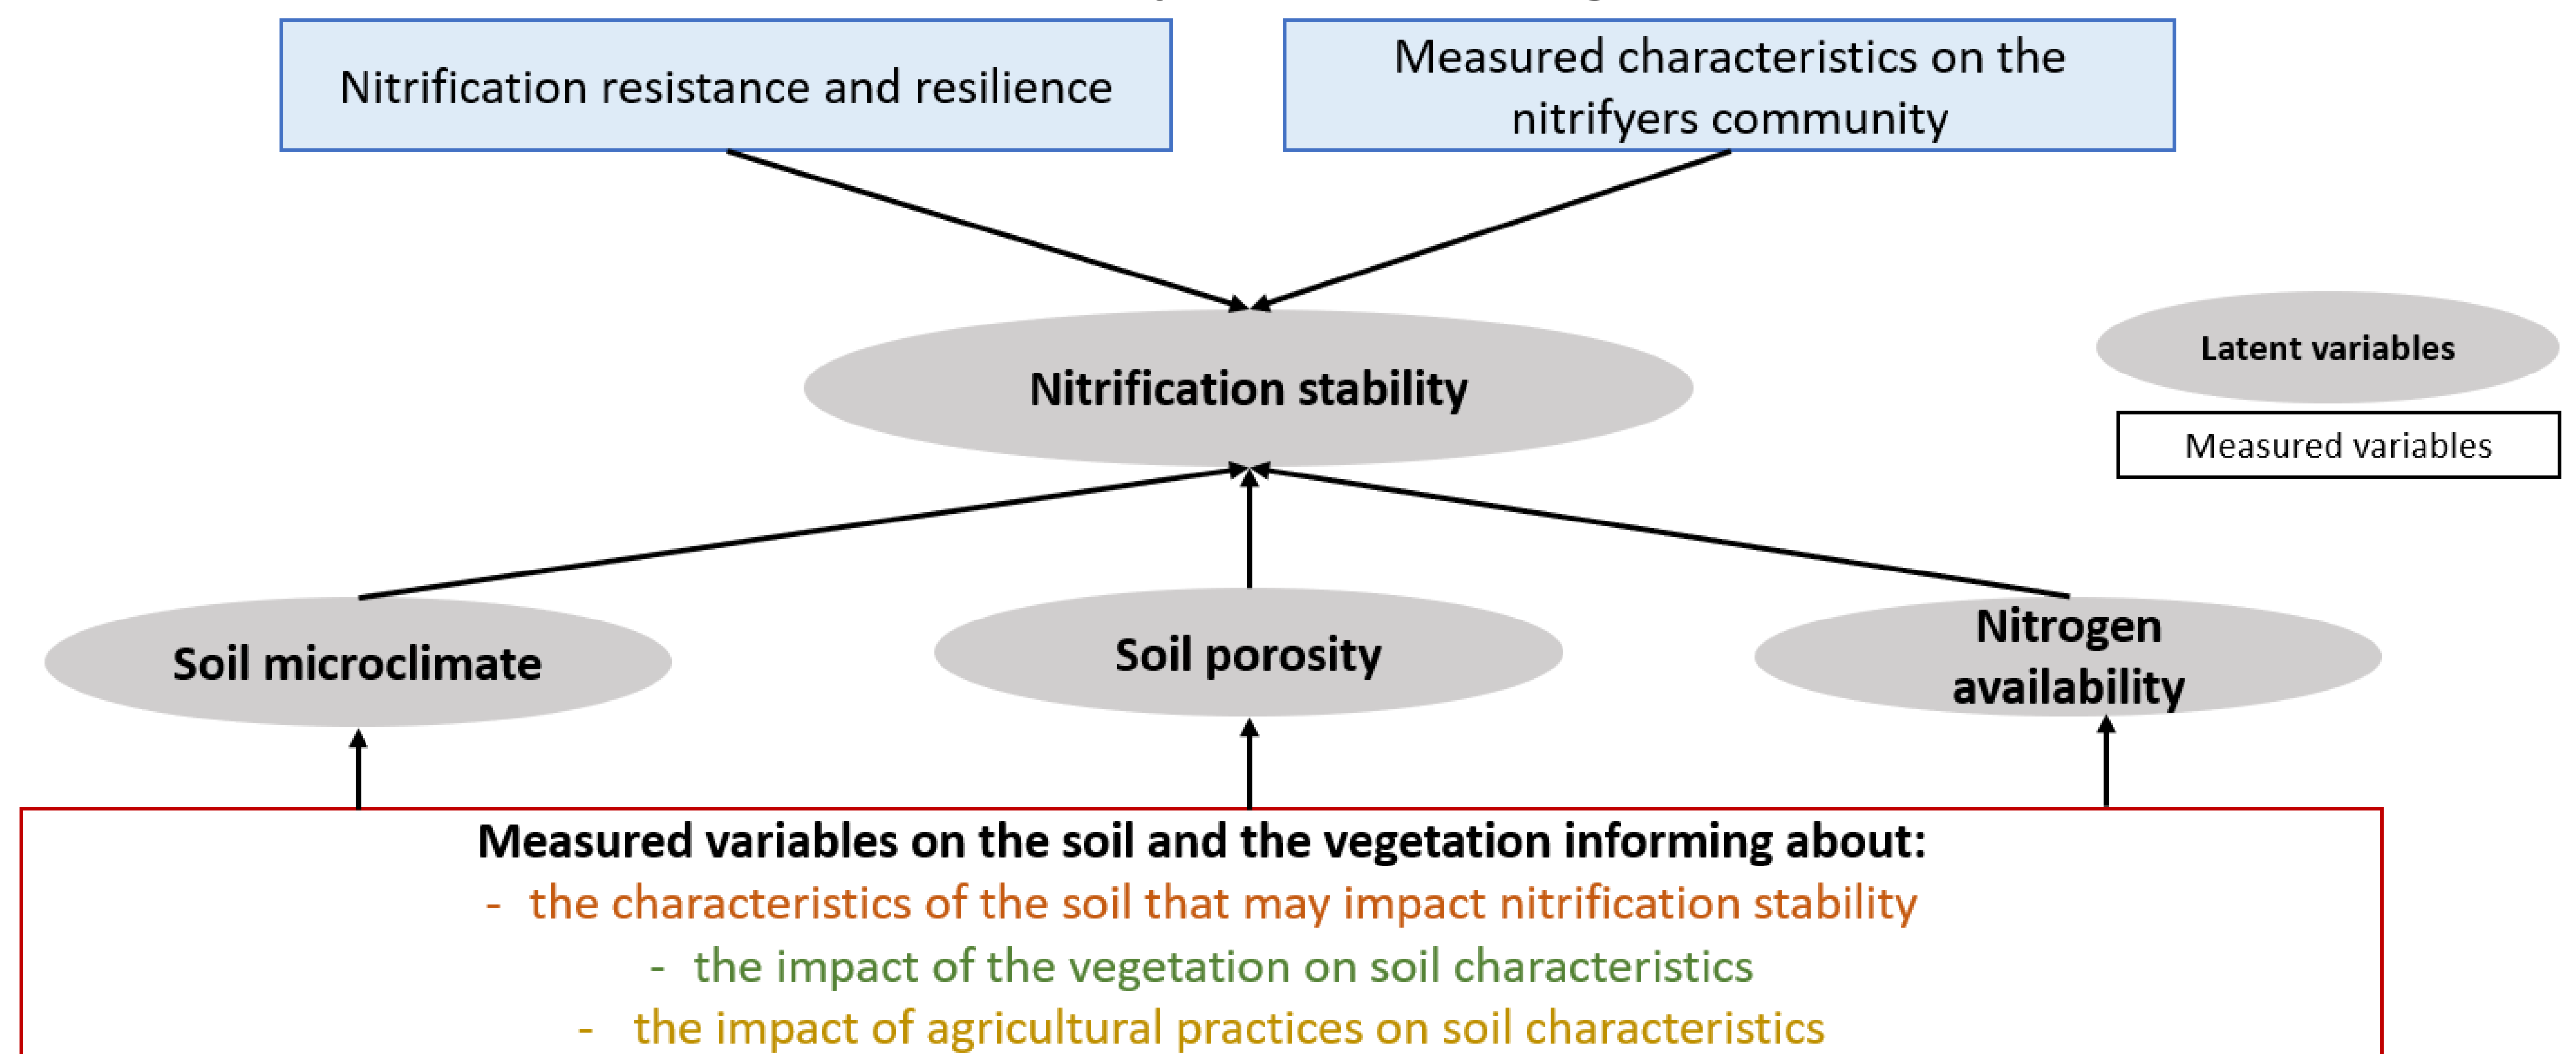 Nitrification resistance and resilience
Measured characteristics on the
nitrifyers community
Nitrification stability
Latent variables
Measured variables
Soil microclimate
Soil porosity
Nitrogen
availability
Measured variables on the soil and the vegetation informing about:
- the characteristics of the soil that may impact nitrification stability
- the impact of the vegetation on soil characteristics
- the impact of agricultural practices on soil characteristics